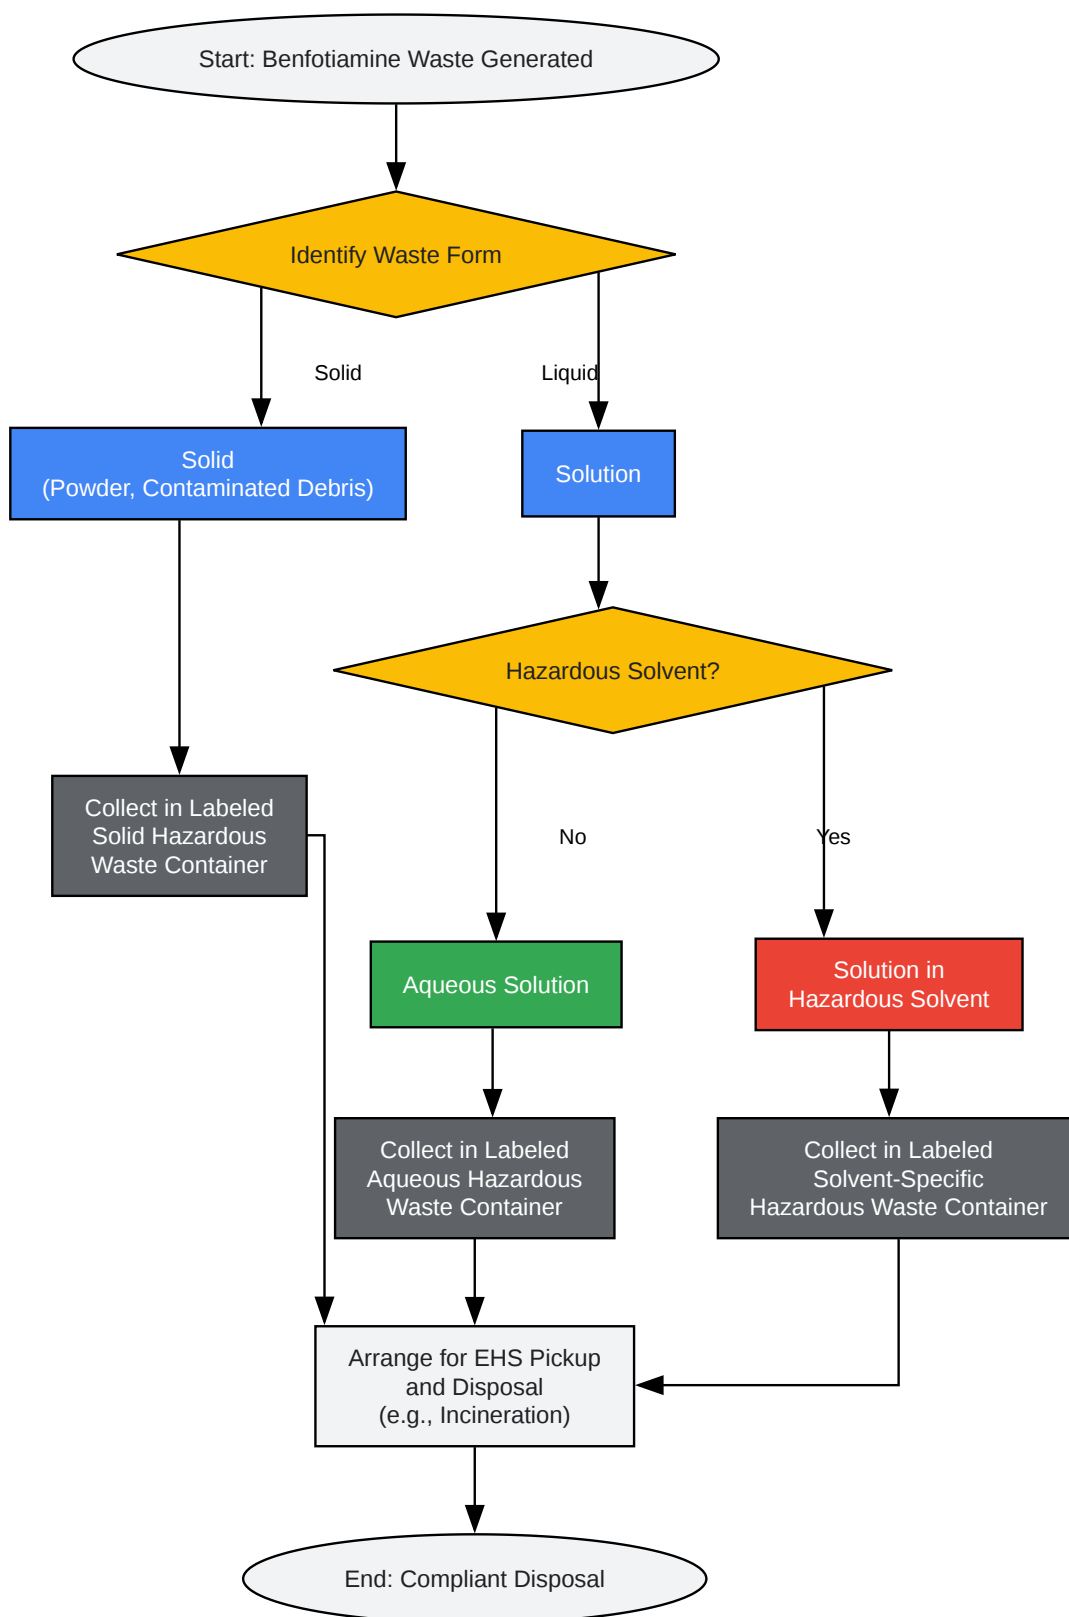 Start: Benfotiamine Waste Generated
Identify Waste Form
Solid
Liquid
Solid
(Powder, Contaminated Debris)
Solution
Hazardous Solvent?
Collect in Labeled
Solid Hazardous
Waste Container
No
Yes
Aqueous Solution
Solution in
Hazardous Solvent
Collect in Labeled
Aqueous Hazardous
Waste Container
Collect in Labeled
Solvent-Specific
Hazardous Waste Container
Arrange for EHS Pickup
and Disposal
(e.g., Incineration)
End: Compliant Disposal